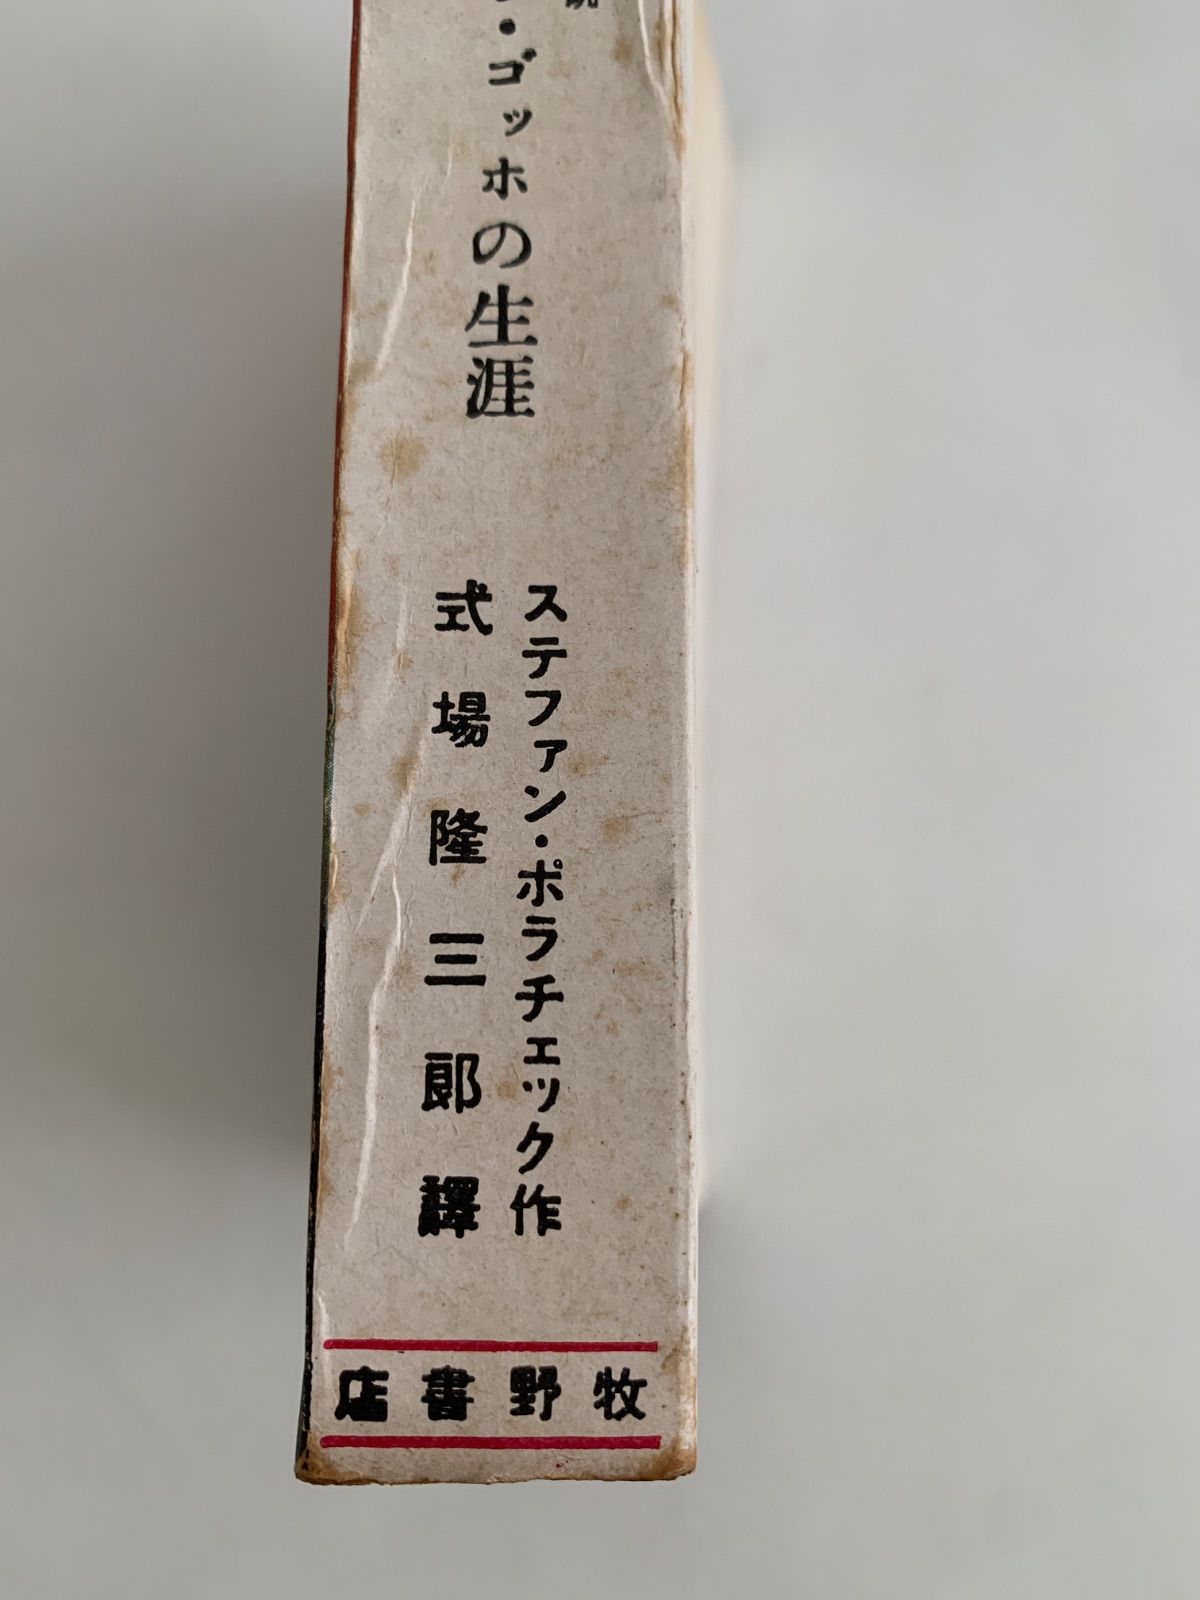 ・ゴッホの生涯
ステファン・ポラチェック作
式場隆三郎譯
店書野牧